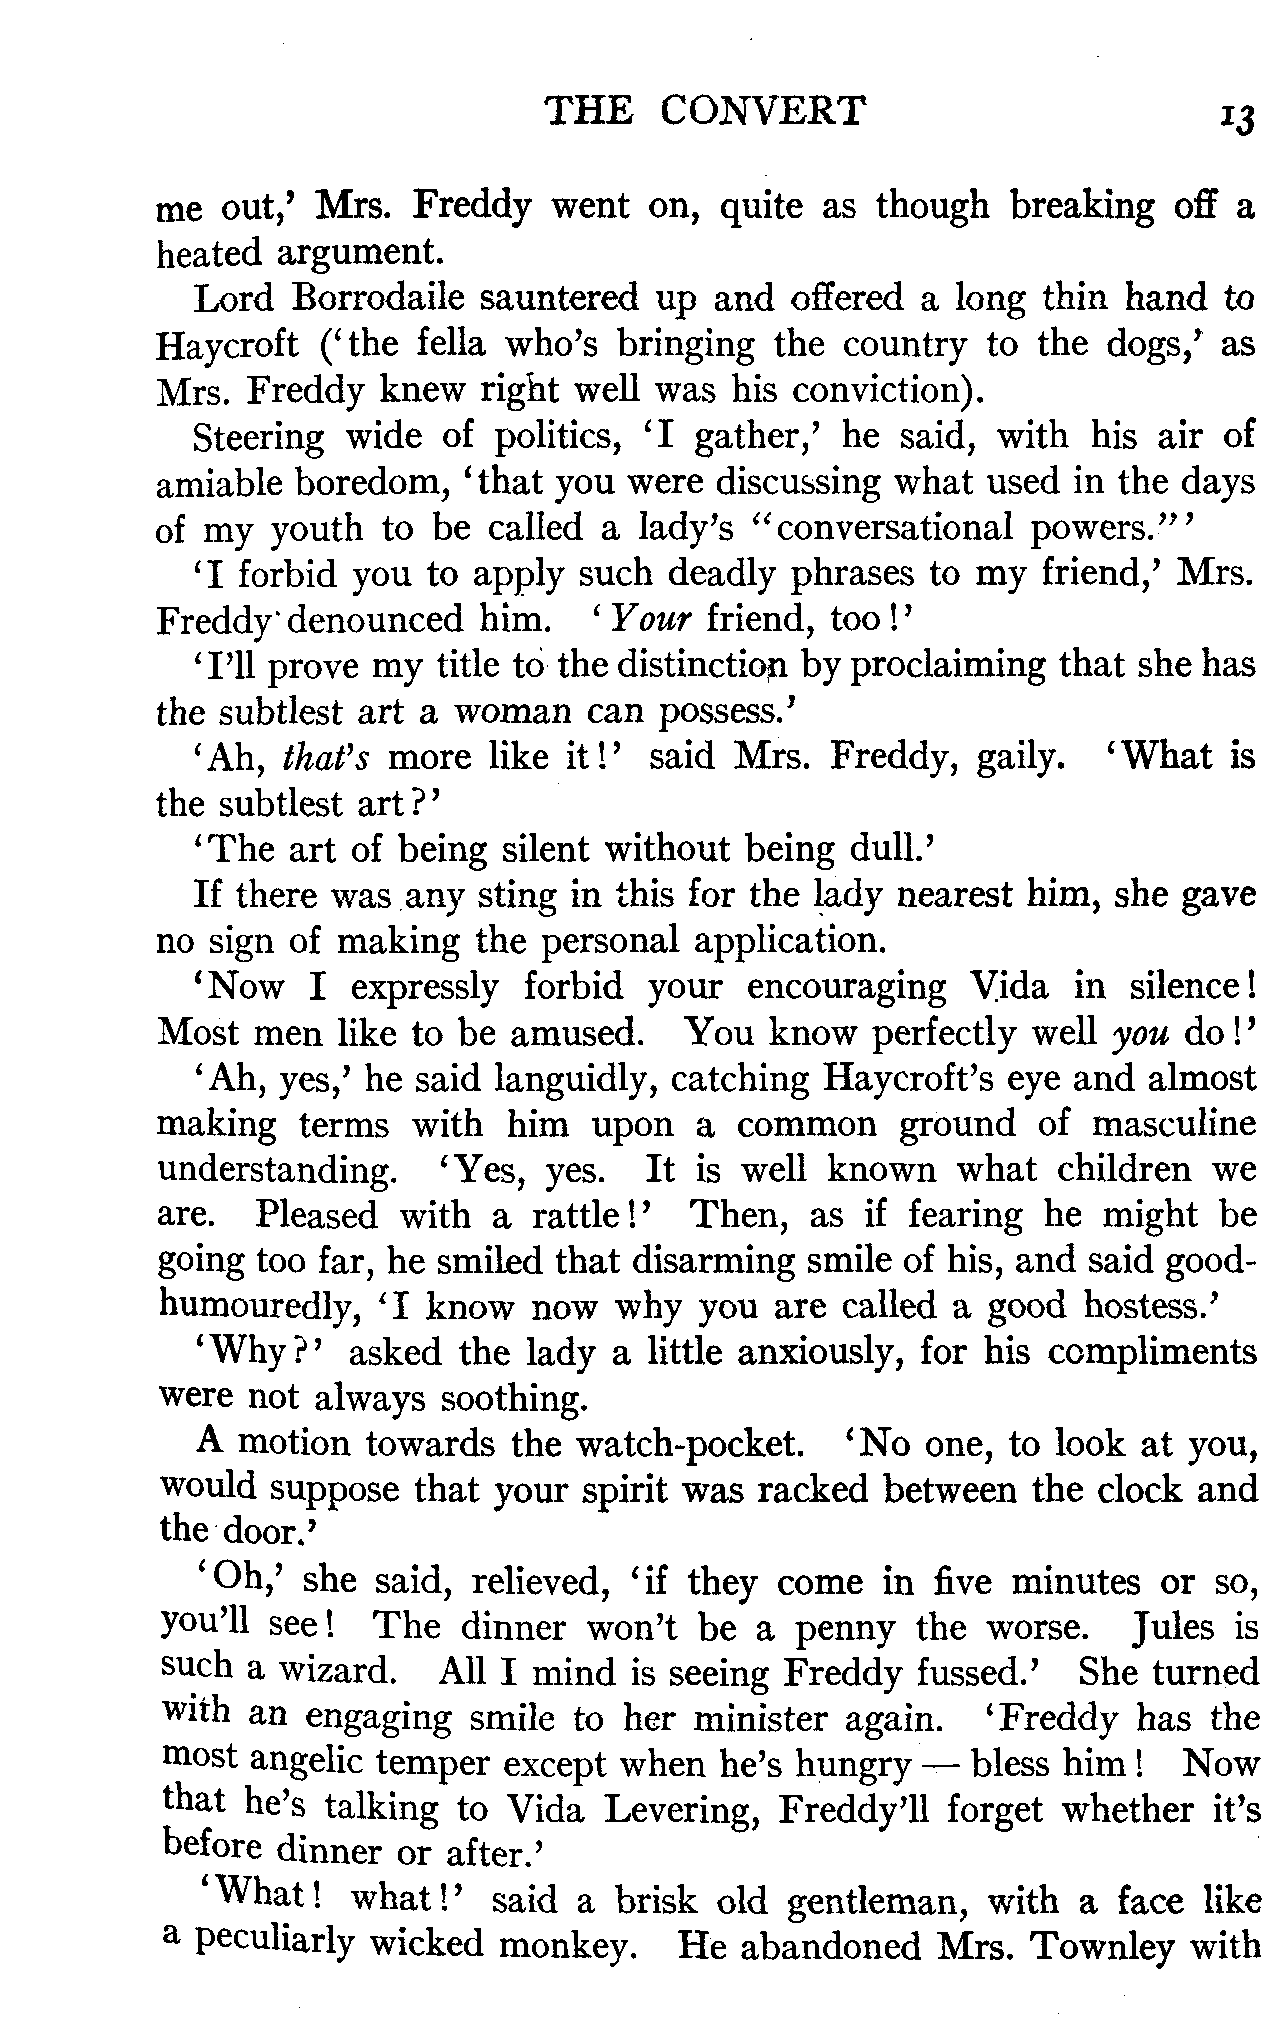 THE CONVERT 13
me out,’ Mrs. Freddy went on, quite as though breaking off a
heated argument.
Lord Borrodaile sauntered up and offered a long thin hand to
Haycroft (‘the fella who’s bringing the country to the dogs,’ as
Mrs. Freddy knew right well was his conviction).
Steering wide of politics, ‘I gather,’ he said, with his air of
amiable boredom, ‘that you were discussing what used in the days
of my youth to be called a lady’s “conversational powers.”’
‘I forbid you to apply such deadly phrases to my friend,’ Mrs.
Freddy denounced him. ‘Your friend, too!’
‘I’ll prove my title to the distinction by proclaiming that she has
the subtlest art a woman can possess.’
‘Ah, that’s more like it!’ said Mrs. Freddy, gaily. ‘What is
the subtlest art?’
‘The art of being silent without being dull.’
If there was any sting in this for the lady nearest him, she gave
no sign of making the personal application.
‘Now I expressly forbid your encouraging Vida in silence!
Most men like to be amused. You know perfectly well you do!’
‘Ah, yes,’ he said languidly, catching Haycroft’s eye and almost
making terms with him upon a common ground of masculine
understanding. ‘Yes, yes. It is well known what children we
are. Pleased with a rattle!’ Then, as if fearing he might be
going too far, he smiled that disarming smile of his, and said good-
humouredly, ‘I know now why you are called a good hostess.’
‘Why?’ asked the lady a little anxiously, for his compliments
were not always soothing.
A motion towards the watch-pocket. ‘No one, to look at you,
would suppose that your spirit was racked between the clock and
the door.’
‘Oh,’ she said, relieved, ‘if they come in five minutes or so,
you’ll see! The dinner won’t be a penny the worse. Jules is
such a wizard. All I mind is seeing Freddy fussed.’ She turned
with an engaging smile to her minister again. ‘Freddy has the
most angelic temper except when he’s hungry — bless him! Now
that he’s talking to Vida Levering, Freddy’ll forget whether it’s
before dinner or after.’
‘What! what!’ said a brisk old gentleman, with a face like
a peculiarly wicked monkey. He abandoned Mrs. Townley with